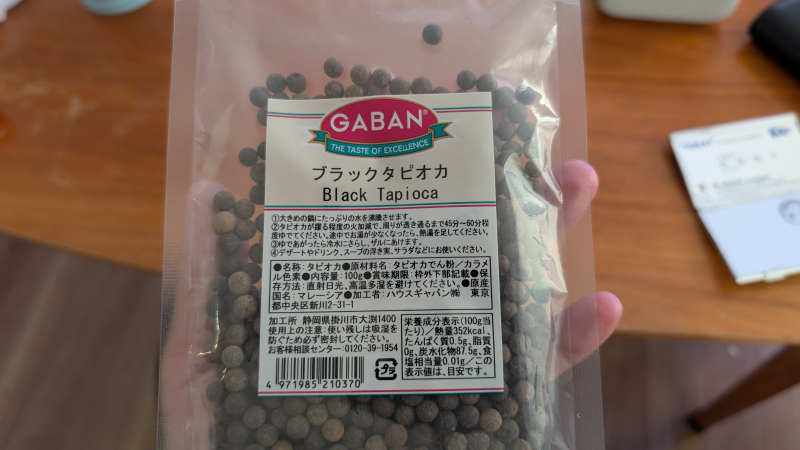 GABAN®
THE TASTE OF EXCELLENCE
ブラックタピオカ
Black Tapioca
①大きめの鍋にたっぷりの水を沸騰させます。
②タピオカが躍る程度の火加減で、周りが透き通るまで45分〜60分程
度ゆでてください。途中でお湯が少なくなったら、熱湯を足してください。
③ゆであがったら冷水にさらし、ザルにあけます。
④デザートやドリンク、スープの浮き実、サラダなどにお使いください。
●名称:タピオカ●原材料名:タピオカでん粉/カラメ
ル色素●内容量:100g●賞味期限:枠外下部記載●保
存方法:直射日光、高温多湿を避けてください。●原産
国名:マレーシア●加工者:ハウスギャバン㈱ 東京
都中央区新川2-31-1
加工所 静岡県掛川市大渕1400
使用上の注意:使い残しは吸湿を
防ぐため必ず密封してください。
お客様相談センター:0120-39-1954
4 971985 210370
プラ
栄養成分表示(100g当
たり)/熱量352kcal、
たんぱく質0.5g、脂質
0g、炭水化物87.5g、食
塩相当量0.01g/この
表示値は、目安です。